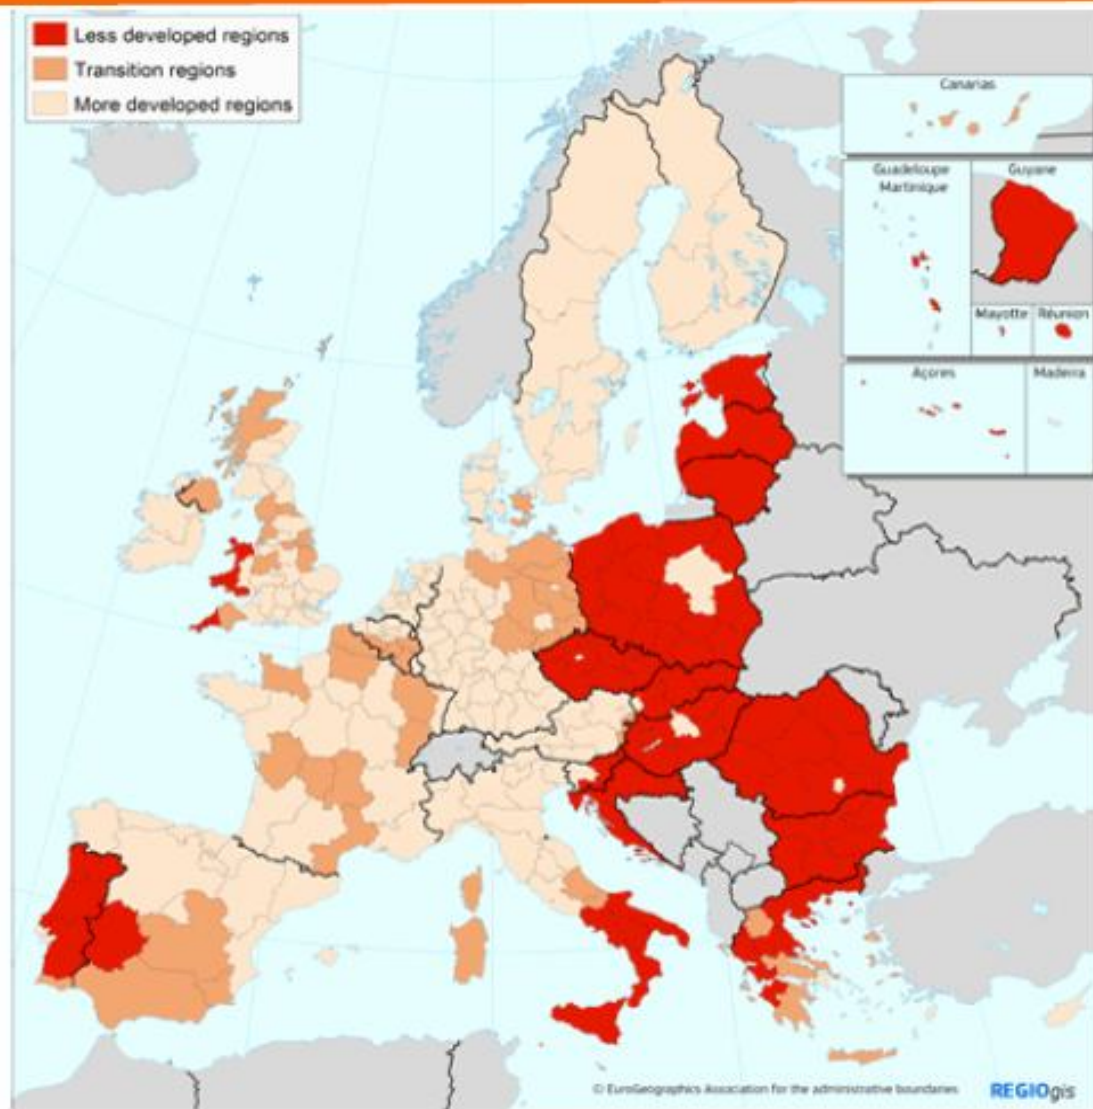 Less developed regions
Transition regions
More developed regions
Canarias
Guadeloupe
Martinique
Guyane
Mayotte
Réunion
Açores
Madeira
© EuroGeographics Association for the administrative boundaries
REGIOgis